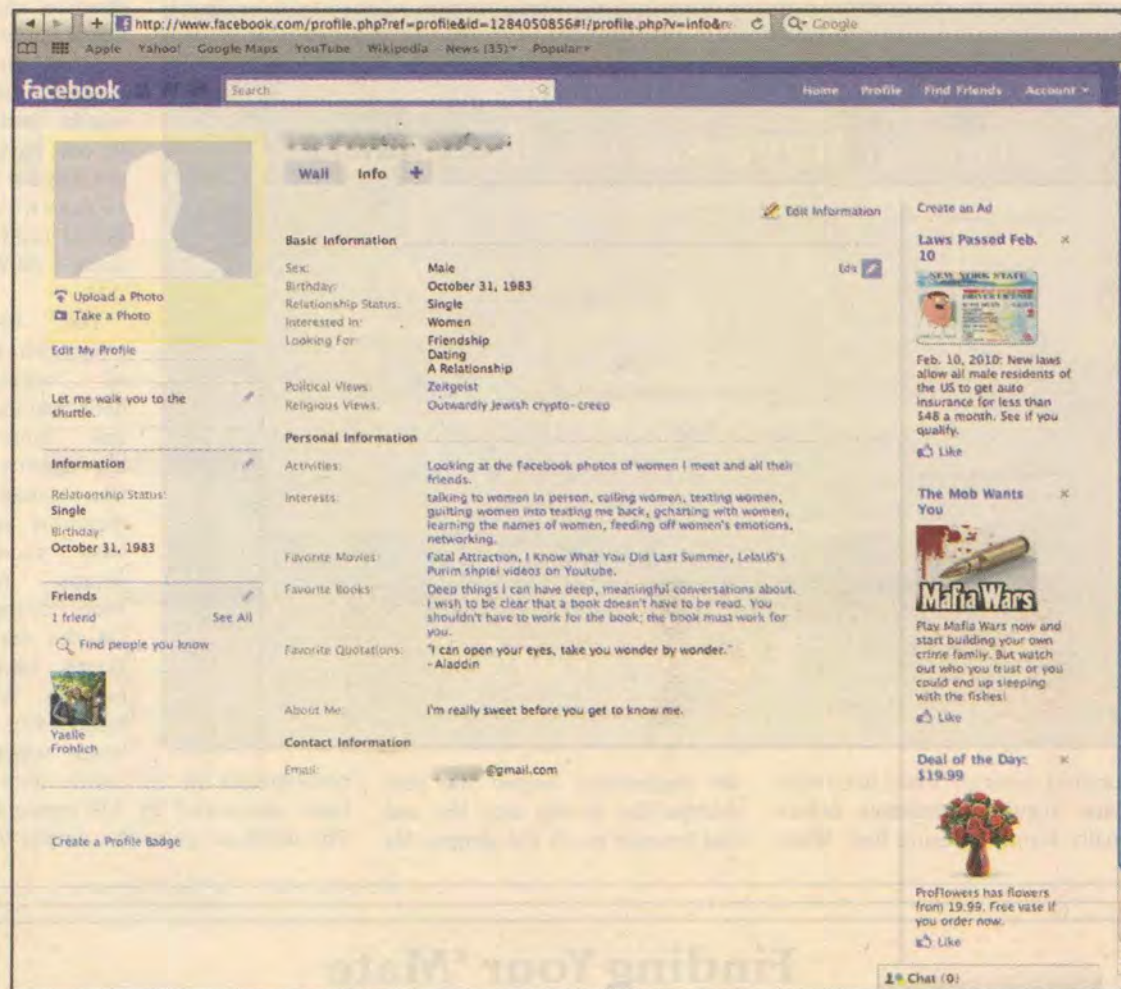 http://www.facebook.com/profile.php?ref=profile&id=1284050856#!/profile.php?v=info&r
Google
Apple Yahoo! Google Maps YouTube Wikipedia News (35) Popular
facebook
Search
Home Profile Find Friends Account
Wall Info +
Edit Information
Upload a Photo
Take a Photo
Edit My Profile
Let me walk you to the
shuttle.
Information
Relationship Status:
Single
Birthday:
October 31, 1983
Friends
1 friend See All
Find people you know
Yaelle
Frohlich
Create a Profile Badge
Basic Information
Edit
Sex: Male
Birthday: October 31, 1983
Relationship Status: Single
Interested In: Women
Looking For: Friendship
Dating
A Relationship
Political Views: Zeitgeist
Religious Views: Outwardly Jewish crypto-creep
Personal Information
Activities: Looking at the Facebook photos of women I meet and all their
friends.
Interests: talking to women in person, calling women, texting women,
guilting women into texting me back, gchatting with women,
learning the names of women, feeding off women's emotions,
networking.
Favorite Movies: Fatal Attraction, I Know What You Did Last Summer, LelaUS's
Purim shpiel videos on Youtube.
Favorite Books: Deep things I can have deep, meaningful conversations about.
I wish to be clear that a book doesn't have to be read. You
shouldn't have to work for the book; the book must work for
you.
Favorite Quotations: "I can open your eyes, take you wonder by wonder."
- Aladdin
About Me: I'm really sweet before you get to know me.
Contact Information
Email: @gmail.com
Create an Ad
Laws Passed Feb. ×
10
NEW YORK STATE
DRIVER LICENSE
Feb. 10, 2010: New laws
allow all male residents of
the US to get auto
insurance for less than
$48 a month. See if you
qualify.
Like
The Mob Wants ×
You
Mafia Wars
Play Mafia Wars now and
start building your own
crime family. But watch
out who you trust or you
could end up sleeping
with the fishes!
Like
Deal of the Day: ×
$19.99
Proflowers has flowers
from 19.99. Free vase if
you order now.
Like
Chat (0)
Finding Your 'Mate